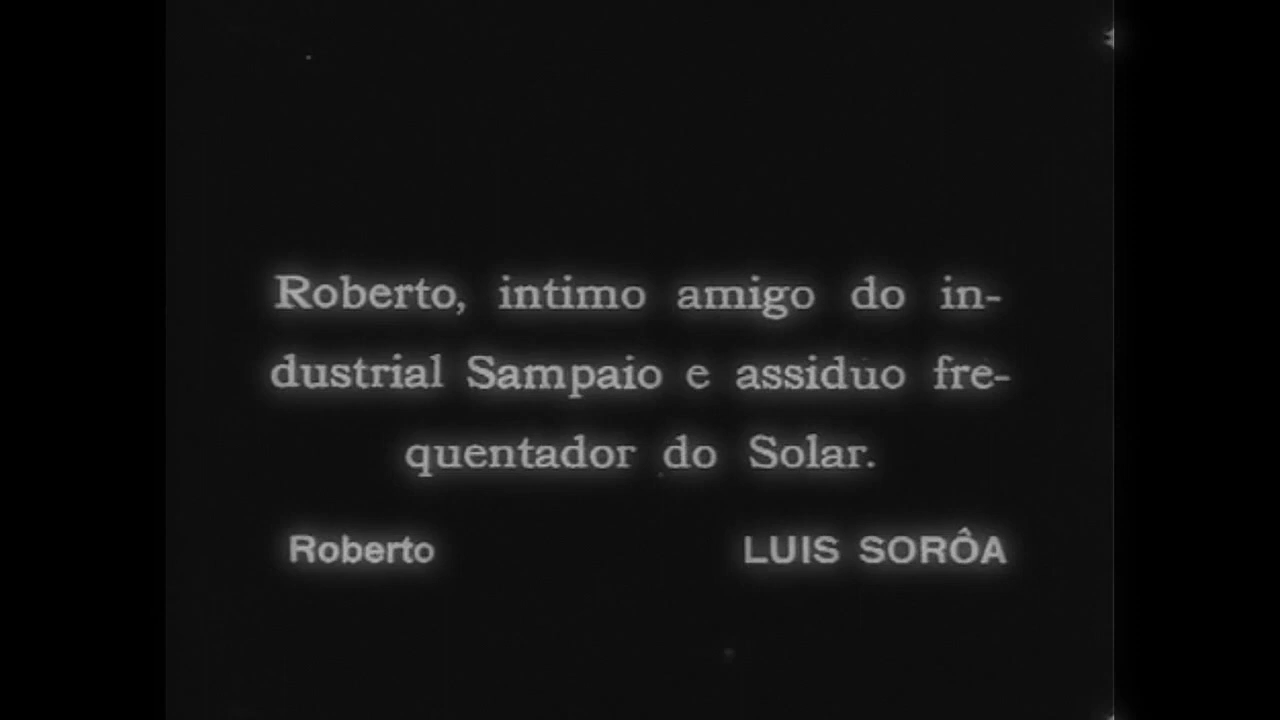 Roberto, intimo amigo do in-
dustrial Sampaio e assiduo fre-
quentador do Solar.
Roberto LUIS SORÔA